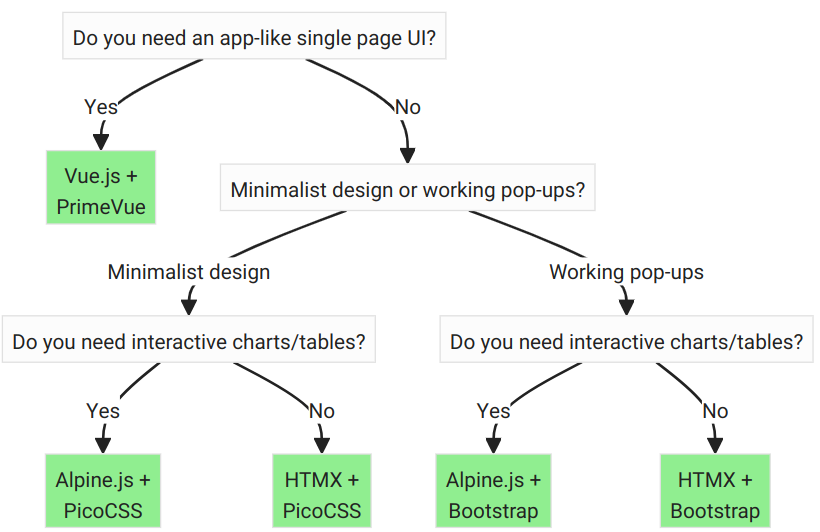 Do you need an app-like single page UI?
Yes
No
Vue.js +
PrimeVue
Minimalist design or working pop-ups?
Minimalist design
Working pop-ups
Do you need interactive charts/tables?
Do you need interactive charts/tables?
Yes
No
Yes
No
Alpine.js +
PicoCSS
HTMX +
PicoCSS
Alpine.js +
Bootstrap
HTMX +
Bootstrap